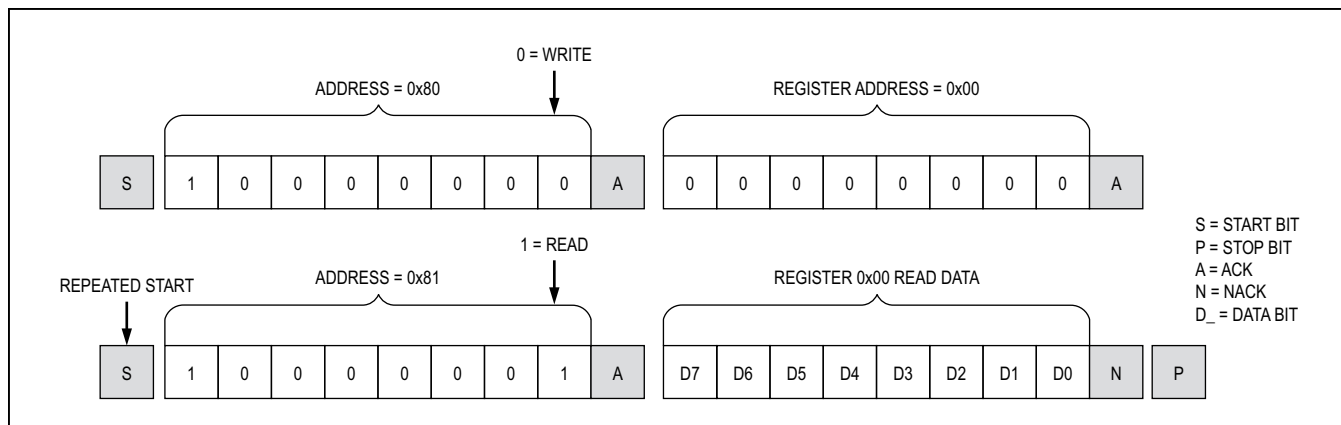 0 = WRITE
ADDRESS = 0x80 REGISTER ADDRESS = 0x00
S 1 0 0 0 0 0 0 0 A 0 0 0 0 0 0 0 0 A
S = START BIT
P = STOP BIT
A = ACK
N = NACK
D_ = DATA BIT
1 = READ
REPEATED START ADDRESS = 0x81 REGISTER 0x00 READ DATA
S 1 0 0 0 0 0 0 1 A D7 D6 D5 D4 D3 D2 D1 D0 N P